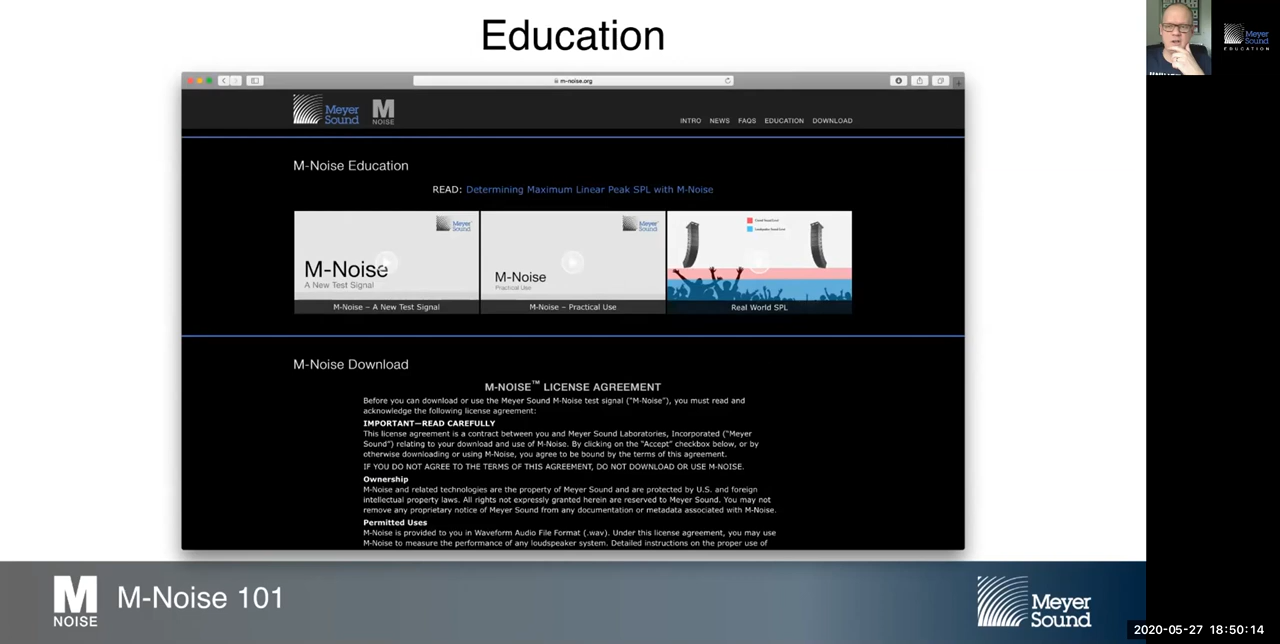 Education
Meyer
Sound
EDUCATION
m-noise.org
Meyer
Sound
M
NOISE
INTRO NEWS FAQS EDUCATION DOWNLOAD
M-Noise Education
READ: Determining Maximum Linear Peak SPL with M-Noise
Meyer Sound
M-Noise
A New Test Signal
M-Noise – A New Test Signal
Meyer Sound
M-Noise
Practical Use
M-Noise – Practical Use
Real World SPL
M-Noise Download
M-NOISE™ LICENSE AGREEMENT
Before you can download or use the Meyer Sound M-Noise test signal (“M-Noise”), you must read and
acknowledge the following license agreement:
IMPORTANT—READ CAREFULLY
This license agreement is a contract between you and Meyer Sound Laboratories, Incorporated (“Meyer
Sound”) relating to your download and use of M-Noise. By clicking on the “Accept” checkbox below, or by
otherwise downloading or using M-Noise, you agree to be bound by the terms of this agreement.
IF YOU DO NOT AGREE TO THE TERMS OF THIS AGREEMENT, DO NOT DOWNLOAD OR USE M-NOISE.
Ownership
M-Noise and related technologies are the property of Meyer Sound and are protected by U.S. and foreign
intellectual property laws. All rights not expressly granted herein are reserved to Meyer Sound. You may not
remove any proprietary notice of Meyer Sound from any documentation or metadata associated with M-Noise.
Permitted Uses
M-Noise is provided to you in Waveform Audio File Format (.wav). Under this license agreement, you may use
M-Noise to measure the performance of any loudspeaker system. Detailed instructions on the proper use of
M
NOISE
M-Noise 101
Meyer
Sound
2020-05-27 18:50:14